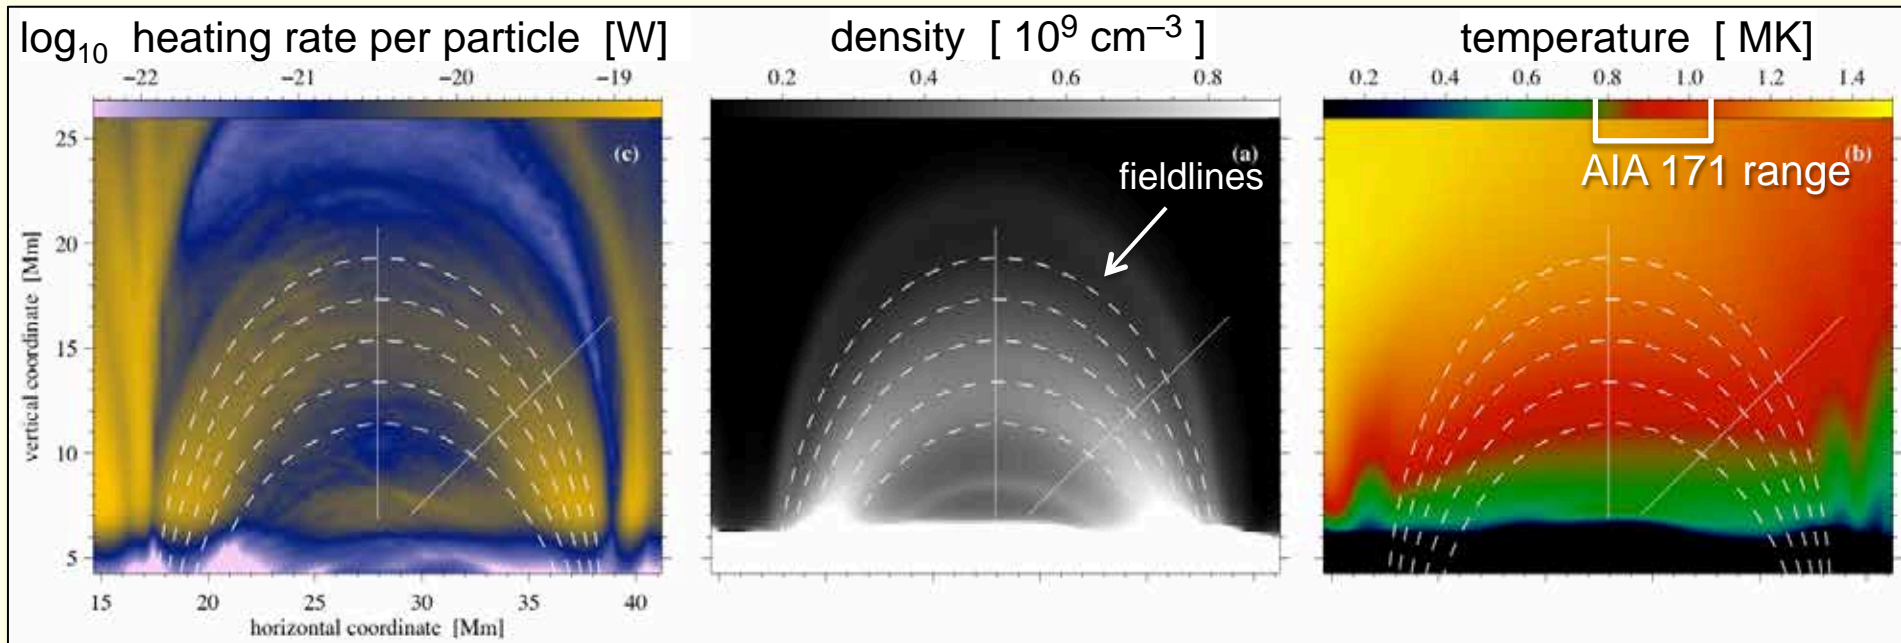 log₁₀ heating rate per particle [W]
−22 −21 −20 −19
(c)
25
20
15
10
5
vertical coordinate [Mm]
15 20 25 30 35 40
horizontal coordinate [Mm]
density [ 10⁹ cm⁻³ ]
0.2 0.4 0.6 0.8
(a)
fieldlines
temperature [ MK]
0.2 0.4 0.6 0.8 1.0 1.2 1.4
AIA 171 range
(b)